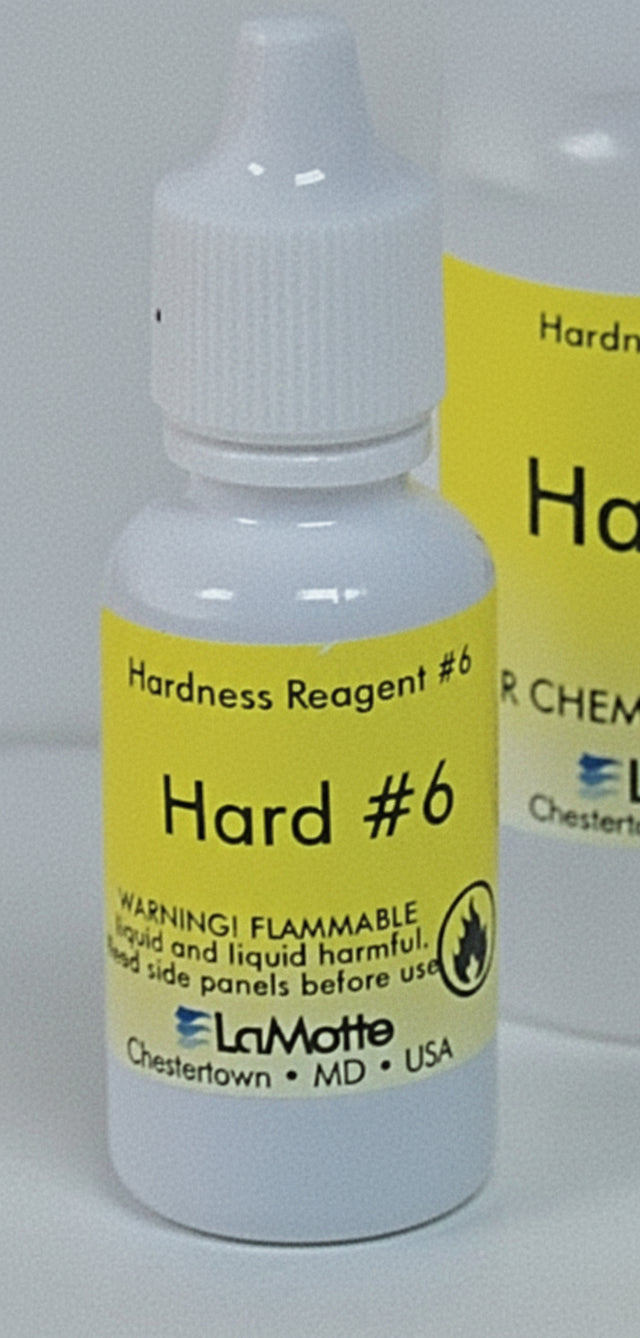 Hardness Reagent #6
Hard #6
WARNING! FLAMMABLE
liquid and liquid harmful.
Read side panels before use
LaMotte
Chestertown • MD • USA
Hardn
Ha
R CHEM
L
Chestert